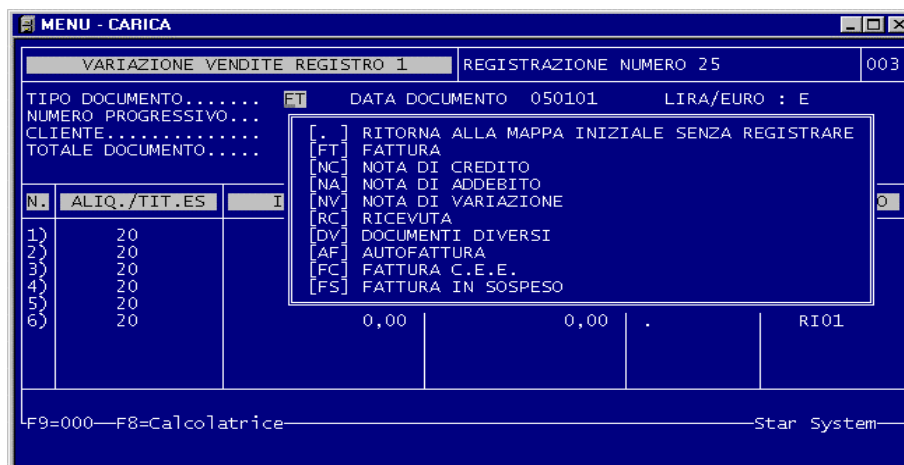 MENU - CARICA
VARIAZIONE VENDITE REGISTRO 1 REGISTRAZIONE NUMERO 25 003
TIPO DOCUMENTO....... FT DATA DOCUMENTO 050101 LIRA/EURO : E
NUMERO PROGRESSIVO...
CLIENTE..............
TOTALE DOCUMENTO.....
[. ] RITORNA ALLA MAPPA INIZIALE SENZA REGISTRARE
[FT] FATTURA
[NC] NOTA DI CREDITO
[NA] NOTA DI ADDEBITO
[NV] NOTA DI VARIAZIONE
[RC] RICEVUTA
[DV] DOCUMENTI DIVERSI
[AF] AUTOFATTURA
[FC] FATTURA C.E.E.
[FS] FATTURA IN SOSPESO
N. ALIQ./TIT.ES I O
1) 20
2) 20
3) 20
4) 20
5) 20
6) 20 0,00 0,00 . RI01
F9=000—F8=Calcolatrice Star System